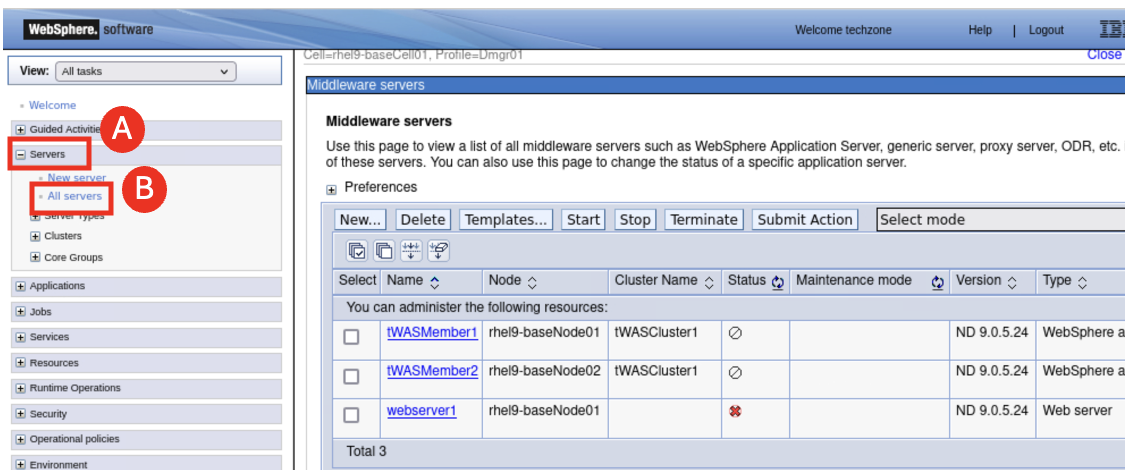 WebSphere. software
Welcome techzone Help | Logout IBM
View: All tasks
Welcome
Guided Activitie
A
Servers
New server
B
All servers
Server Types
Clusters
Core Groups
Applications
Jobs
Services
Resources
Runtime Operations
Security
Operational policies
Environment
Cell=rhel9-baseCell01, Profile=Dmgr01
Close
Middleware servers
Middleware servers
Use this page to view a list of all middleware servers such as WebSphere Application Server, generic server, proxy server, ODR, etc.
of these servers. You can also use this page to change the status of a specific application server.
Preferences
New... Delete Templates... Start Stop Terminate Submit Action Select mode
Select Name Node Cluster Name Status Maintenance mode Version Type
You can administer the following resources:
tWASMember1 rhel9-baseNode01 tWASCluster1 ND 9.0.5.24 WebSphere a
tWASMember2 rhel9-baseNode02 tWASCluster1 ND 9.0.5.24 WebSphere a
webserver1 rhel9-baseNode01 ND 9.0.5.24 Web server
Total 3